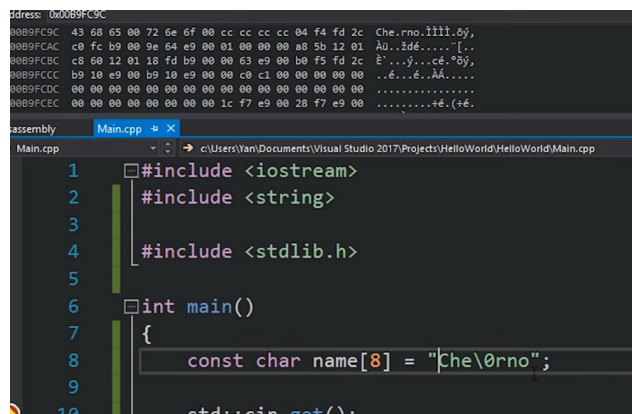 ddress: 0x00B9FC9C
00B9FC9C 43 68 65 00 72 6e 6f 00 cc cc cc cc 04 f4 fd 2c Che.rno.ÌÌÌÌ.ôý,
00B9FCAC c0 fc b9 00 9e 64 e9 00 01 00 00 00 a8 5b 12 01 Àü..ždé.....¨[..
00B9FCBC c8 60 12 01 18 fd b9 00 00 63 e9 00 b0 f5 fd 2c È`...ý...cé.°õý,
00B9FCCC b9 10 e9 00 b9 10 e9 00 00 c0 c1 00 00 00 00 00 ..é...é..ÀÁ.....
00B9FCDC 00 00 00 00 00 00 00 00 00 00 00 00 00 00 00 00 ................
00B9FCEC 00 00 00 00 00 00 00 00 1c f7 e9 00 28 f7 e9 00 .........÷é.(÷é.
sassembly Main.cpp
Main.cpp c:\Users\Yan\Documents\Visual Studio 2017\Projects\HelloWorld\HelloWorld\Main.cpp
1 #include <iostream>
2 #include <string>
3
4 #include <stdlib.h>
5
6 int main()
7 {
8 const char name[8] = "Che\0rno";
9
10 std::cin.get();